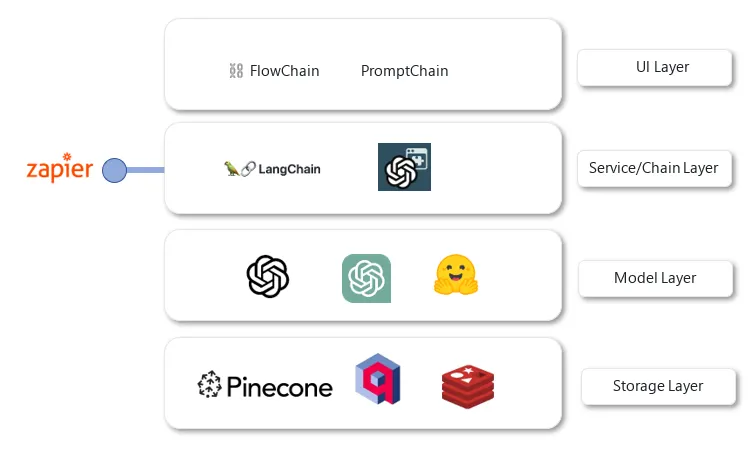 FlowChain PromptChain
UI Layer
zapier
LangChain
Service/Chain Layer
Model Layer
Pinecone
Storage Layer